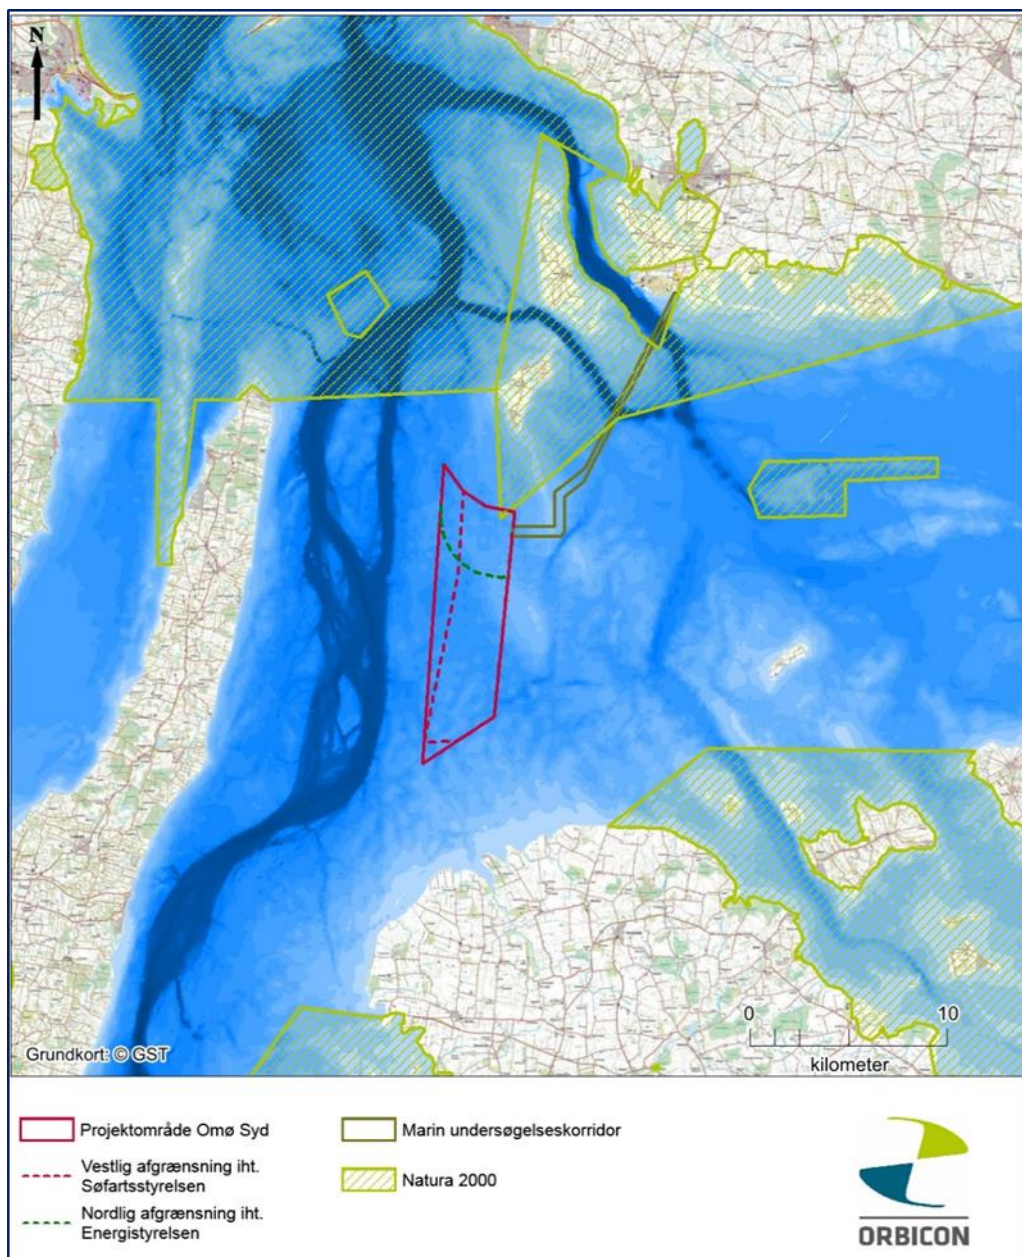 N
Grundkort: © GST
0 10
kilometer
Projektområde Omø Syd
Vestlig afgrænsning iht.
Søfartsstyrelsen
Nordlig afgrænsning iht.
Energistyrelsen
Marin undersøgelseskorridor
Natura 2000
ORBICON